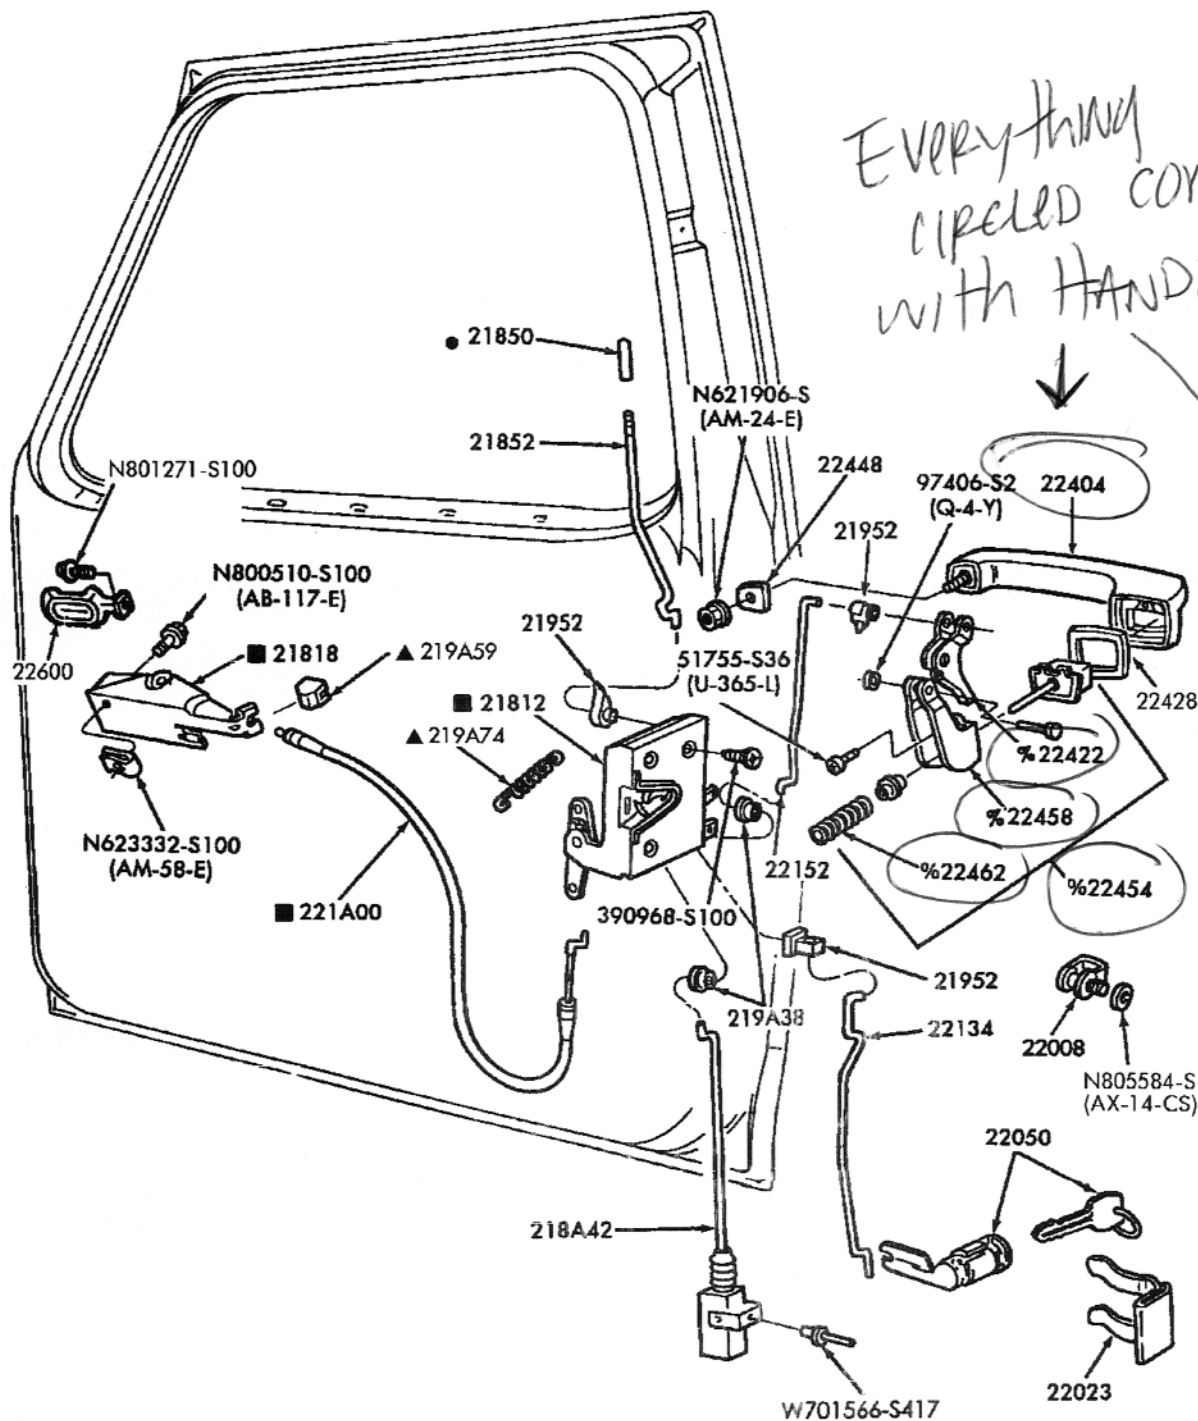 EVERYthING
CIRCLED
with
21850
N621906-S
(AM-24-E)
21852
22448
N801271-S100
97406-S2
(Q-4-Y)
22404
21952
N800510-S100
(AB-117-E)
21952
22600
■ 21818
▲ 219A59
51755-S36
(U-365-L)
■ 21812
22428
▲ 219A74
%22422
%22458
N623332-S100
(AM-58-E)
22152
%22462
%22454
■ 221A00
390968-S100
21952
219A38
22134
22008
N805584-S
(AX-14-CS)
22050
218A42
22023
W701566-S417